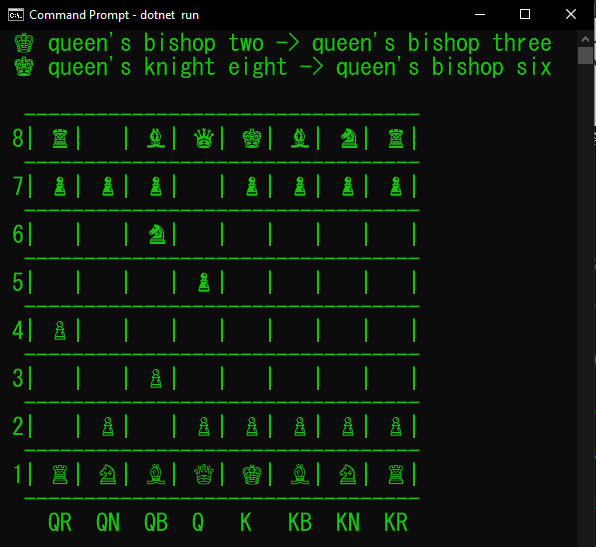 Command Prompt - dotnet run
♔ queen's bishop two -> queen's bishop three
♚ queen's knight eight -> queen's bishop six
8| ♜ | | ♝ | ♛ | ♚ | ♝ | ♞ | ♜ |
7| ♟ | ♟ | ♟ | | ♟ | ♟ | ♟ | ♟ |
6| | | ♞ | | | | | |
5| | | | ♟ | | | | |
4| ♙ | | | | | | | |
3| | | ♙ | | | | | |
2| | ♙ | | ♙ | ♙ | ♙ | ♙ | ♙ |
1| ♖ | ♘ | ♗ | ♕ | ♔ | ♗ | ♘ | ♖ |
QR QN QB Q K KB KN KR